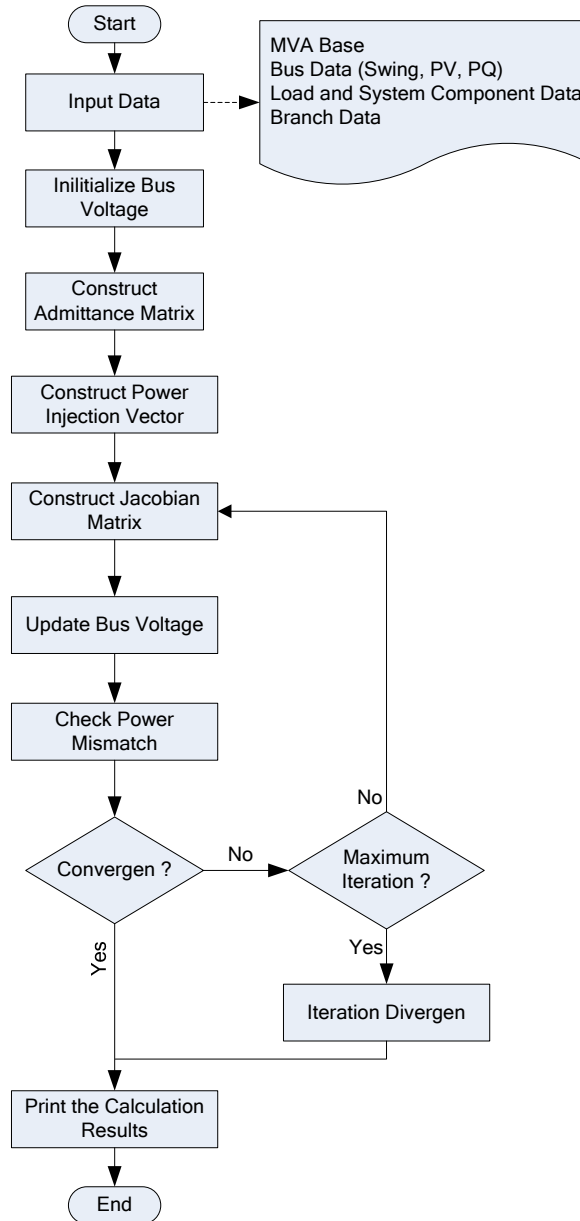 Start
Input Data
MVA Base
Bus Data (Swing, PV, PQ)
Load and System Component Data
Branch Data
Inilitialize Bus
Voltage
Construct
Admittance Matrix
Construct Power
Injection Vector
Construct Jacobian
Matrix
Update Bus Voltage
Check Power
Mismatch
No
Convergen ?
No
Maximum
Iteration ?
Yes
Yes
Iteration Divergen
Print the Calculation
Results
End